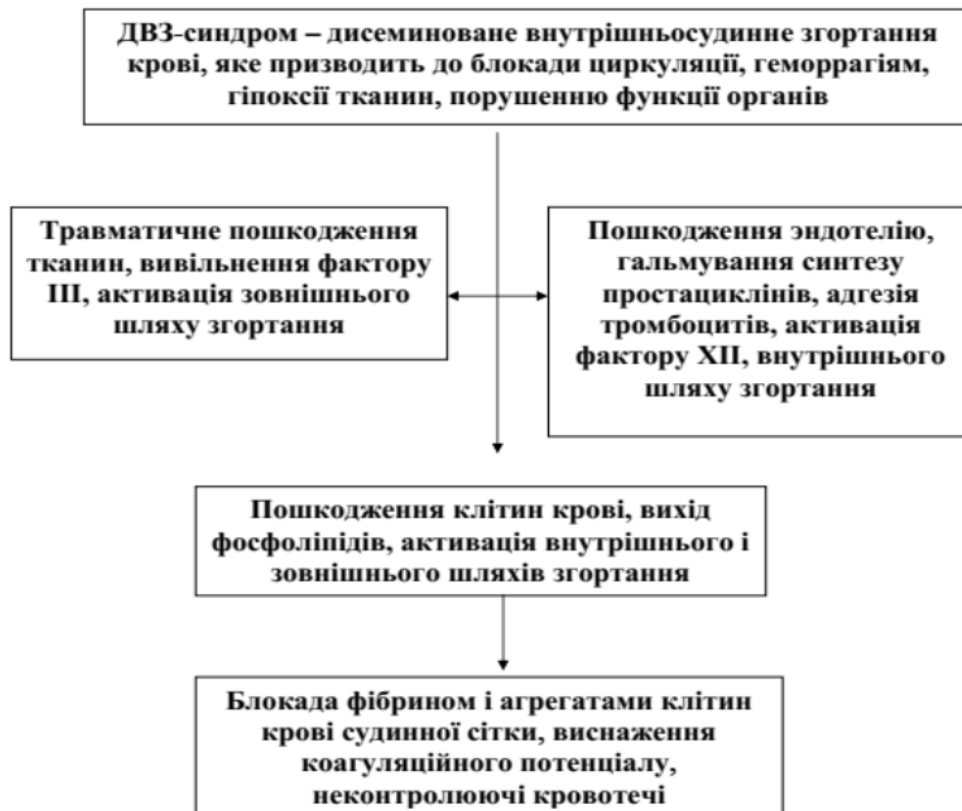 ДВЗ-синдром – дисеминоване внутрішньосудинне згортання
крові, яке призводить до блокади циркуляції, геморрагіям,
гіпоксії тканин, порушенню функції органів
Травматичне пошкодження
тканин, вивільнення фактору
III, активація зовнішнього
шляху згортання
Пошкодження эндотелію,
гальмування синтезу
простациклінів, адгезія
тромбоцитів, активація
фактору XII, внутрішнього
шляху згортання
Пошкодження клітин крові, вихід
фосфоліпідів, активація внутрішнього і
зовнішнього шляхів згортання
Блокада фібрином і агрегатами клітин
крові судинної сітки, виснаження
коагуляційного потенціалу,
неконтролюючі кровотечі